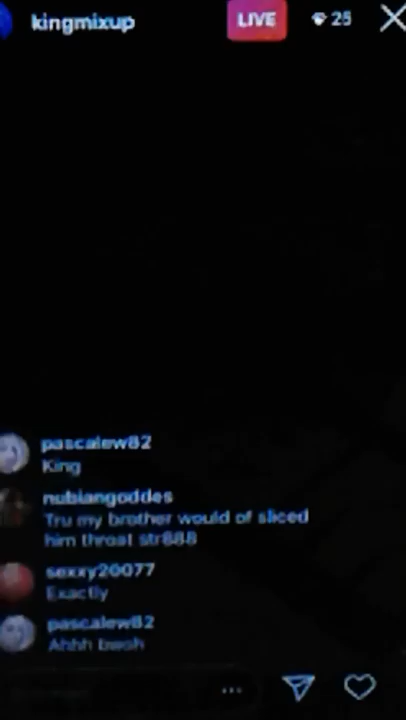 kingmixup
LIVE
25
pascalew82
King
nubiangoddes
Tru my brother would of sliced
him throat str888
sexxy20077
Exactly
pascalew82
Ahhh